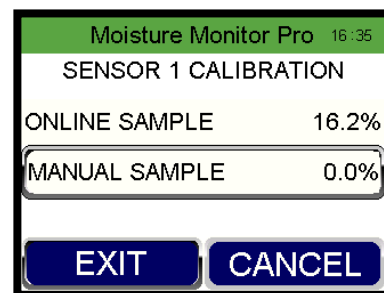 Moisture Monitor Pro 16:35
SENSOR 1 CALIBRATION
ONLINE SAMPLE 16.2%
MANUAL SAMPLE 0.0%
EXIT CANCEL